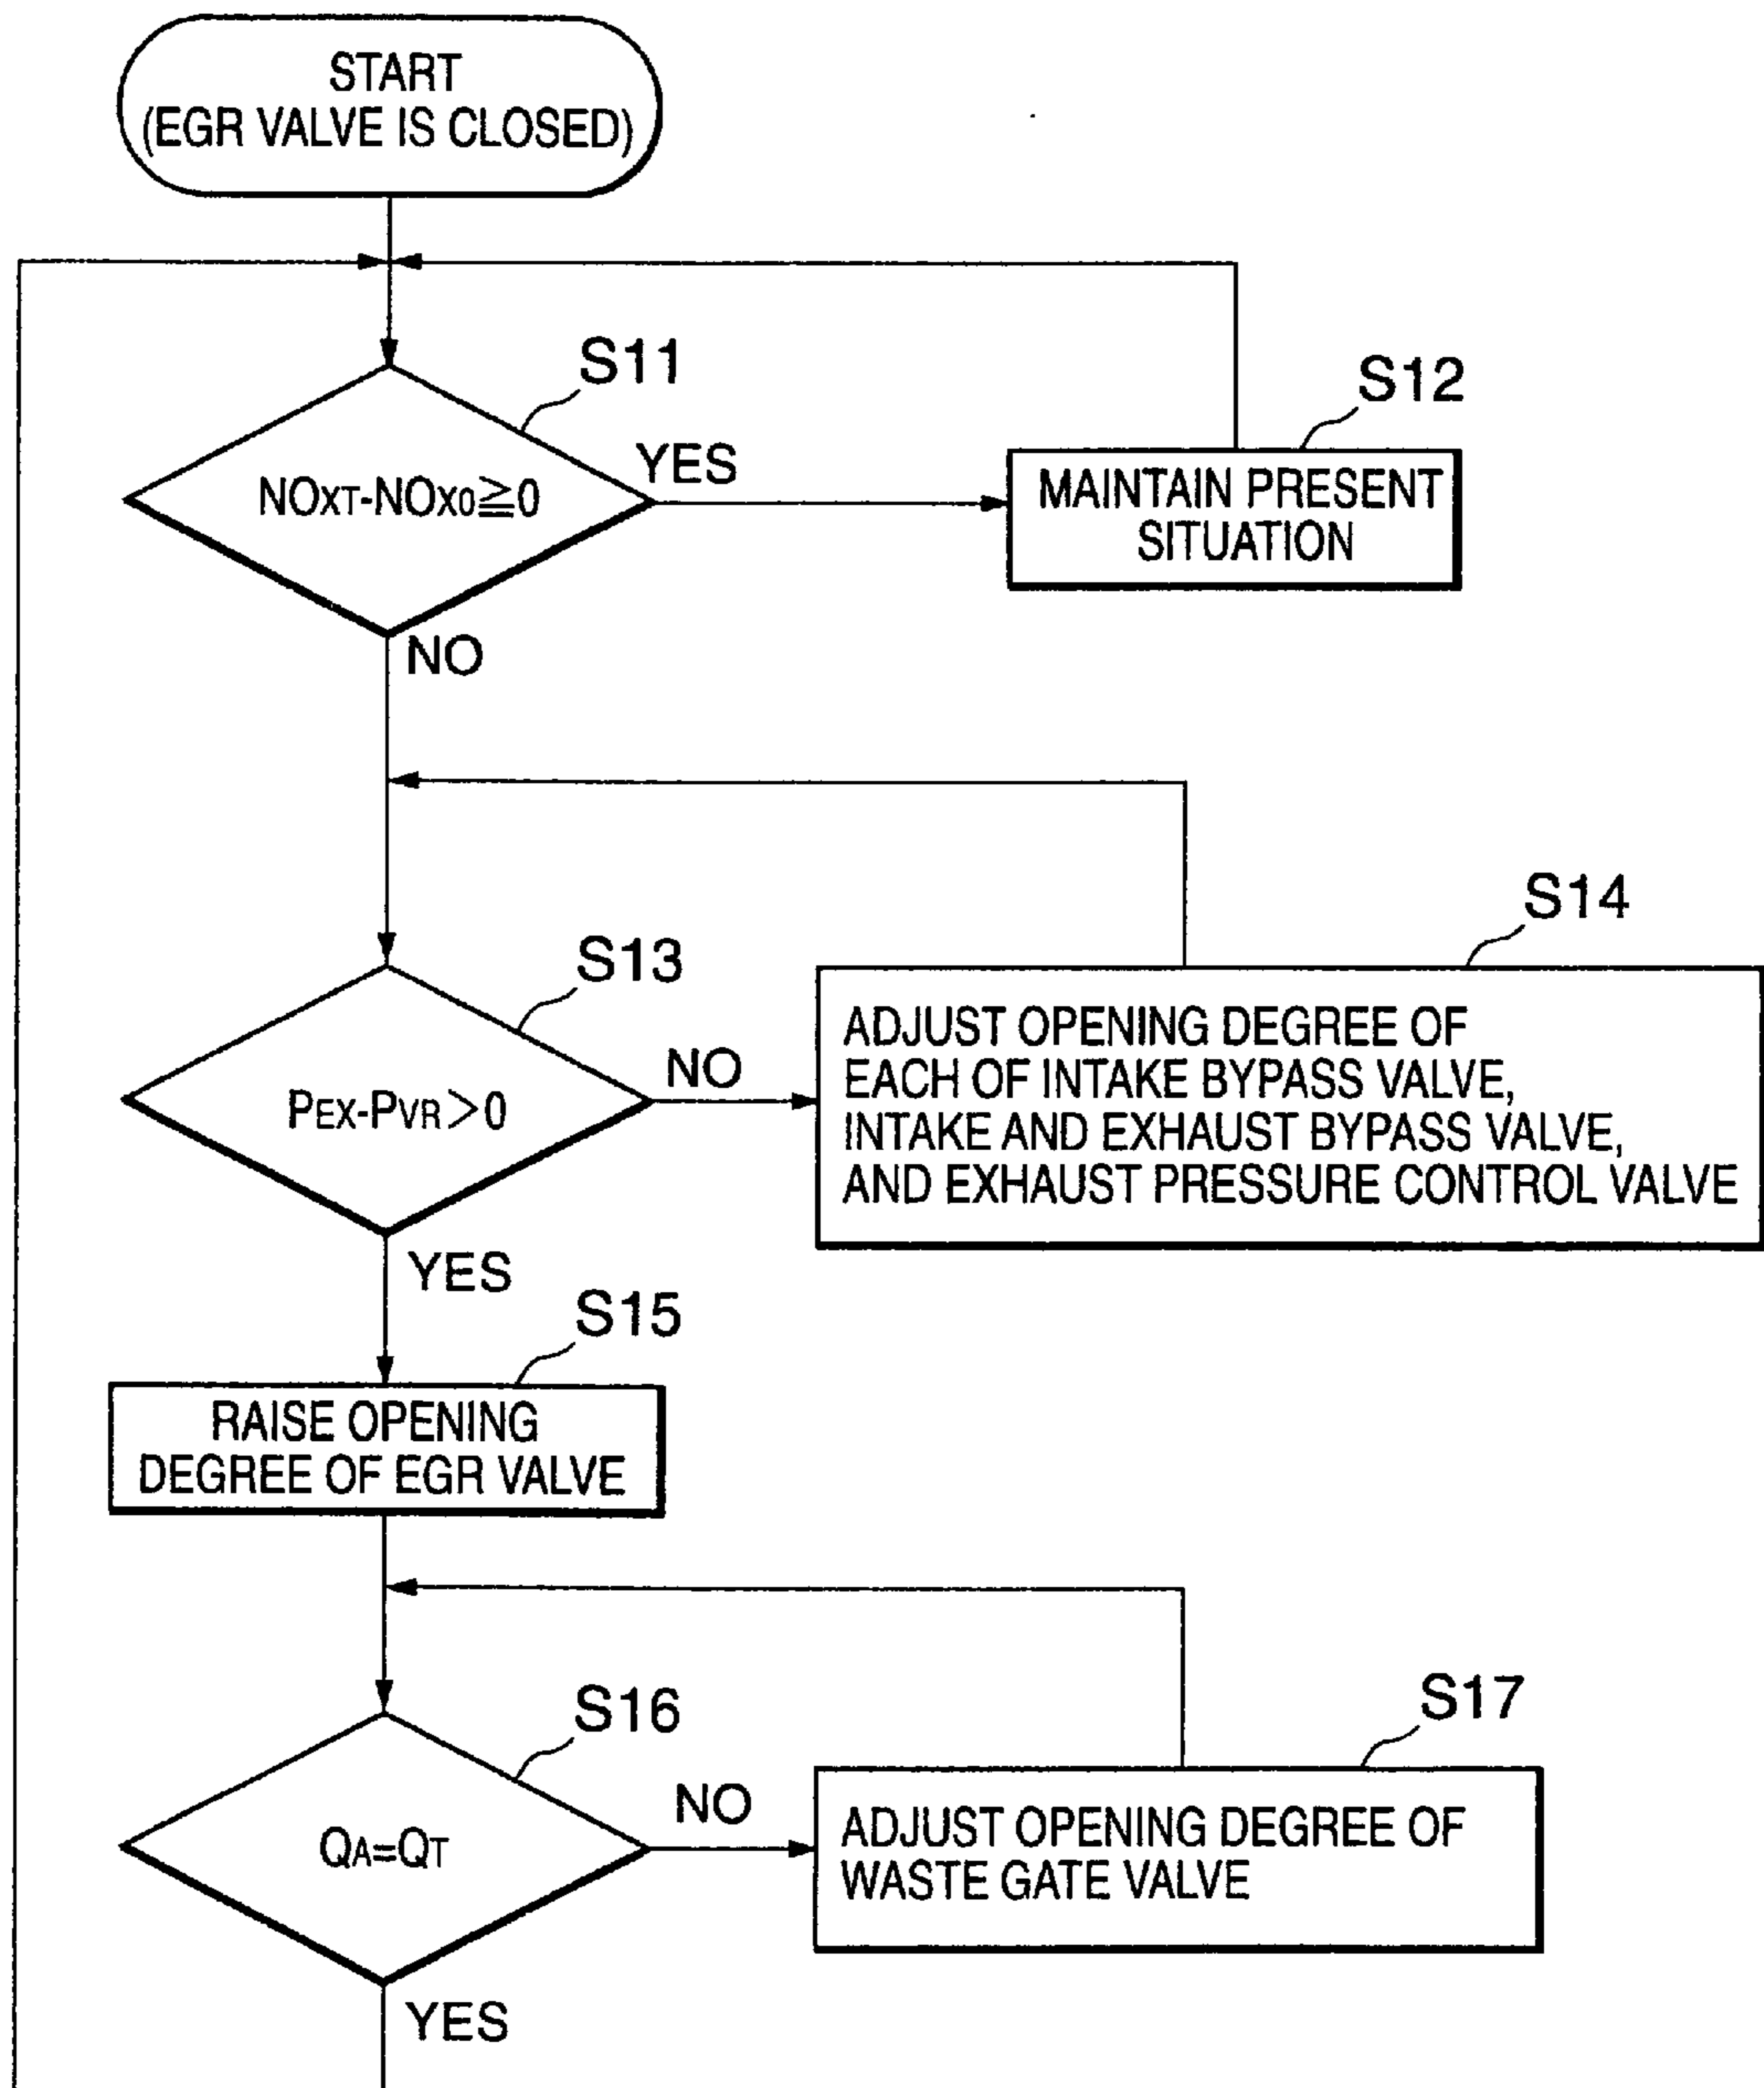 START
(EGR VALVE IS CLOSED)
S11
NOXT-NOX0≧0
YES
S12
MAINTAIN PRESENT
SITUATION
NO
S13
PEX-PVR>0
NO
S14
ADJUST OPENING DEGREE OF
EACH OF INTAKE BYPASS VALVE,
INTAKE AND EXHAUST BYPASS VALVE,
AND EXHAUST PRESSURE CONTROL VALVE
YES
S15
RAISE OPENING
DEGREE OF EGR VALVE
S16
QA=QT
NO
S17
ADJUST OPENING DEGREE OF
WASTE GATE VALVE
YES